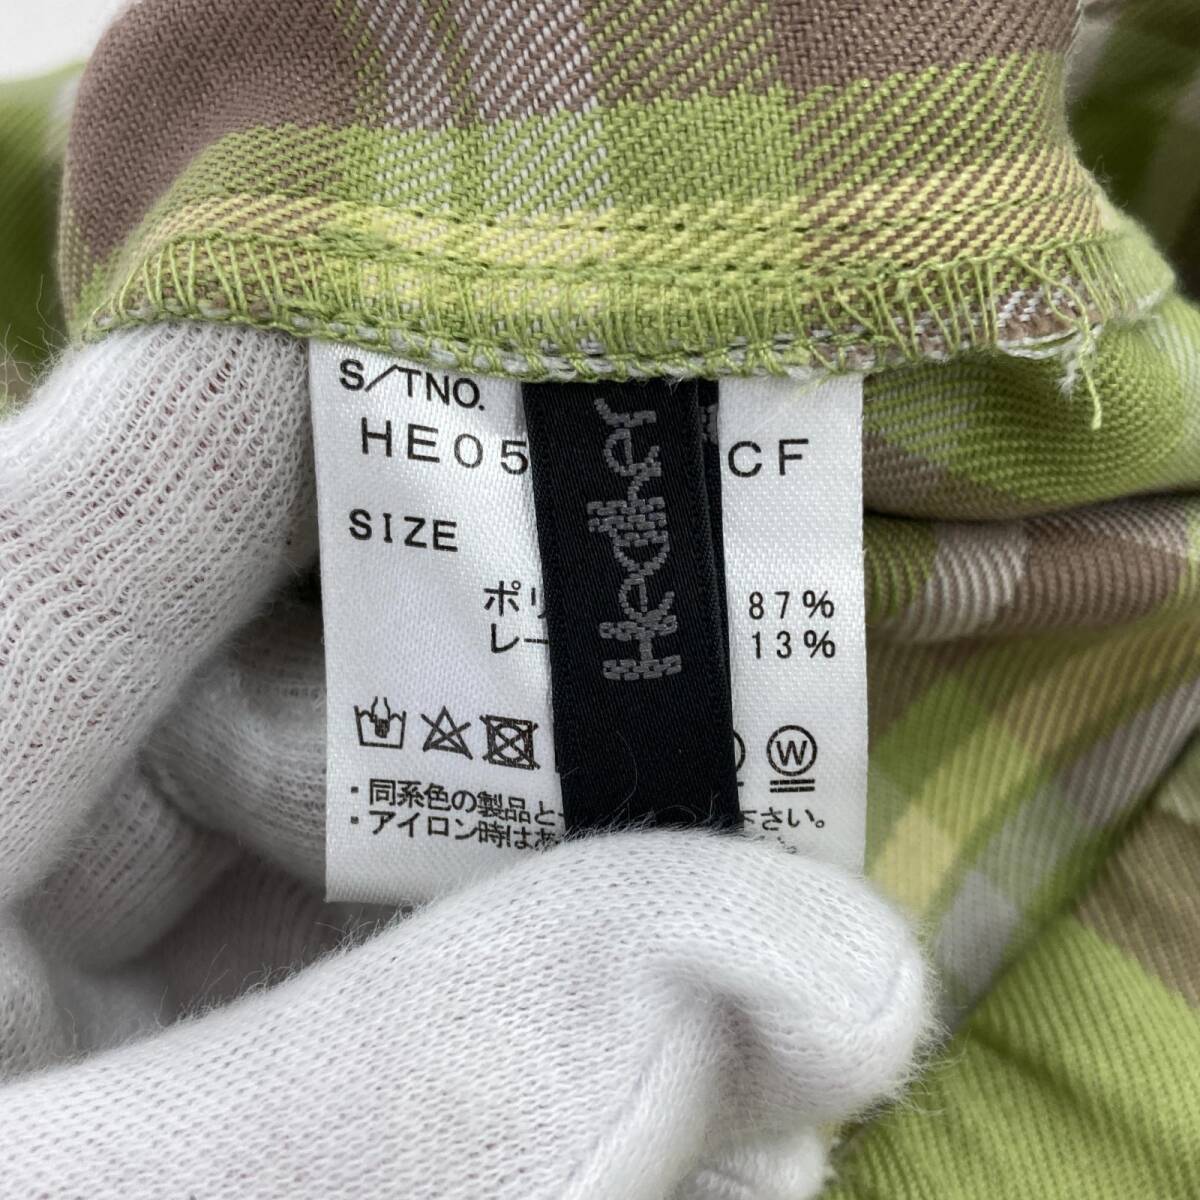 S/TNO.
HE05 CF
SIZE
Heather
ポリ 87%
レー 13%
W
・同系色の製品と 下さい。
・アイロン時はあ